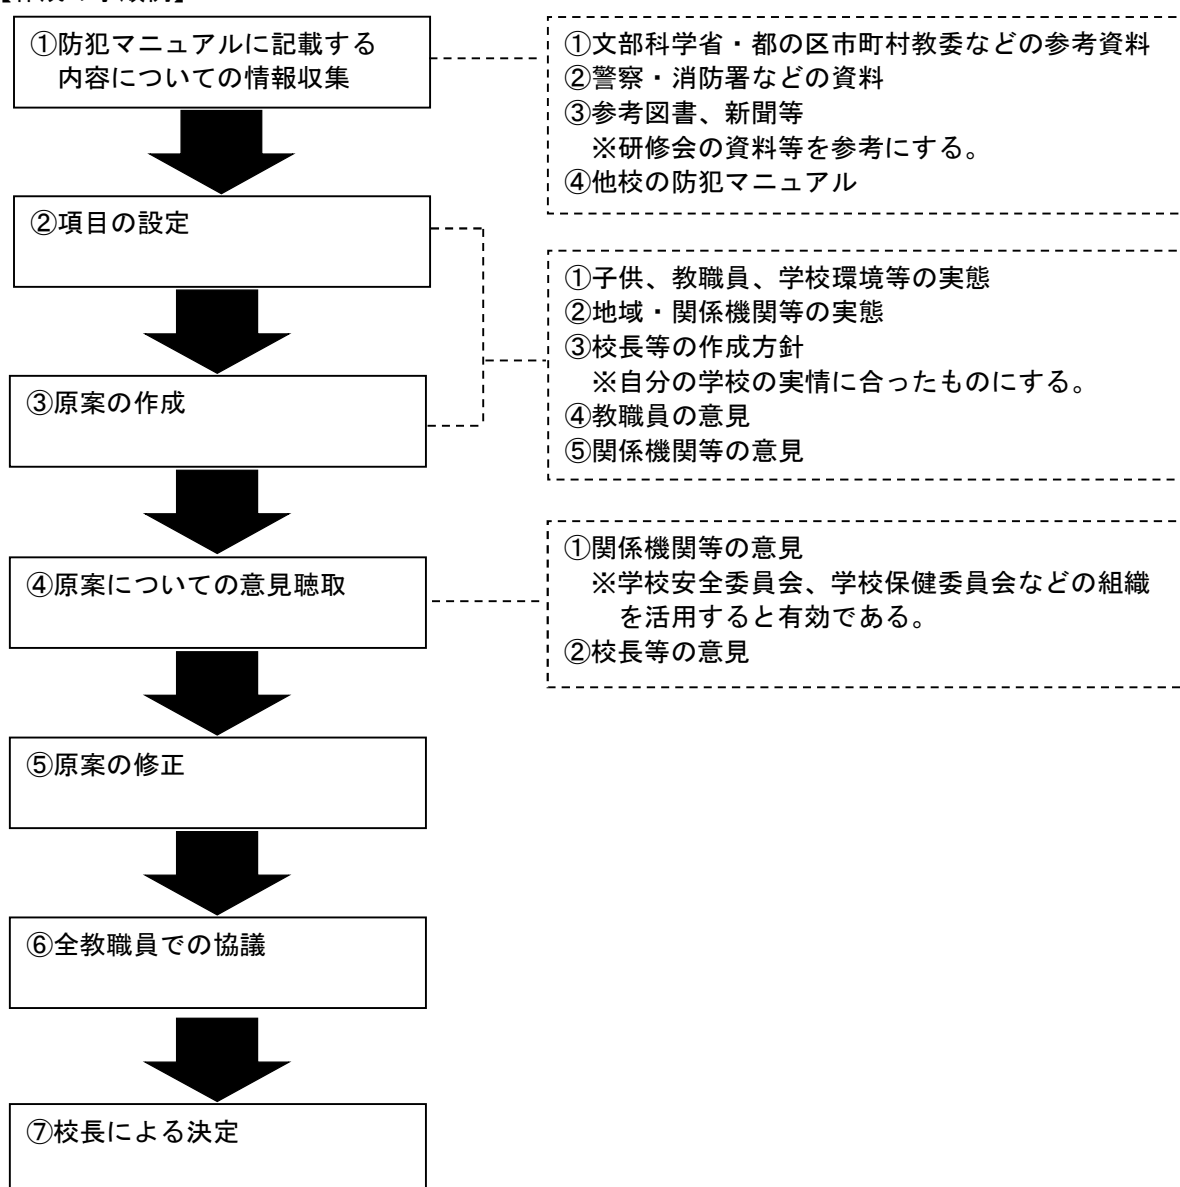 ①防犯マニュアルに記載する
内容についての情報収集
①文部科学省・都の区市町村教委などの参考資料
②警察・消防署などの資料
③参考図書、新聞等
※研修会の資料等を参考にする。
④他校の防犯マニュアル
②項目の設定
①子供、教職員、学校環境等の実態
②地域・関係機関等の実態
③校長等の作成方針
※自分の学校の実情に合ったものにする。
④教職員の意見
⑤関係機関等の意見
③原案の作成
④原案についての意見聴取
①関係機関等の意見
※学校安全委員会、学校保健委員会などの組織
を活用すると有効である。
②校長等の意見
⑤原案の修正
⑥全教職員での協議
⑦校長による決定